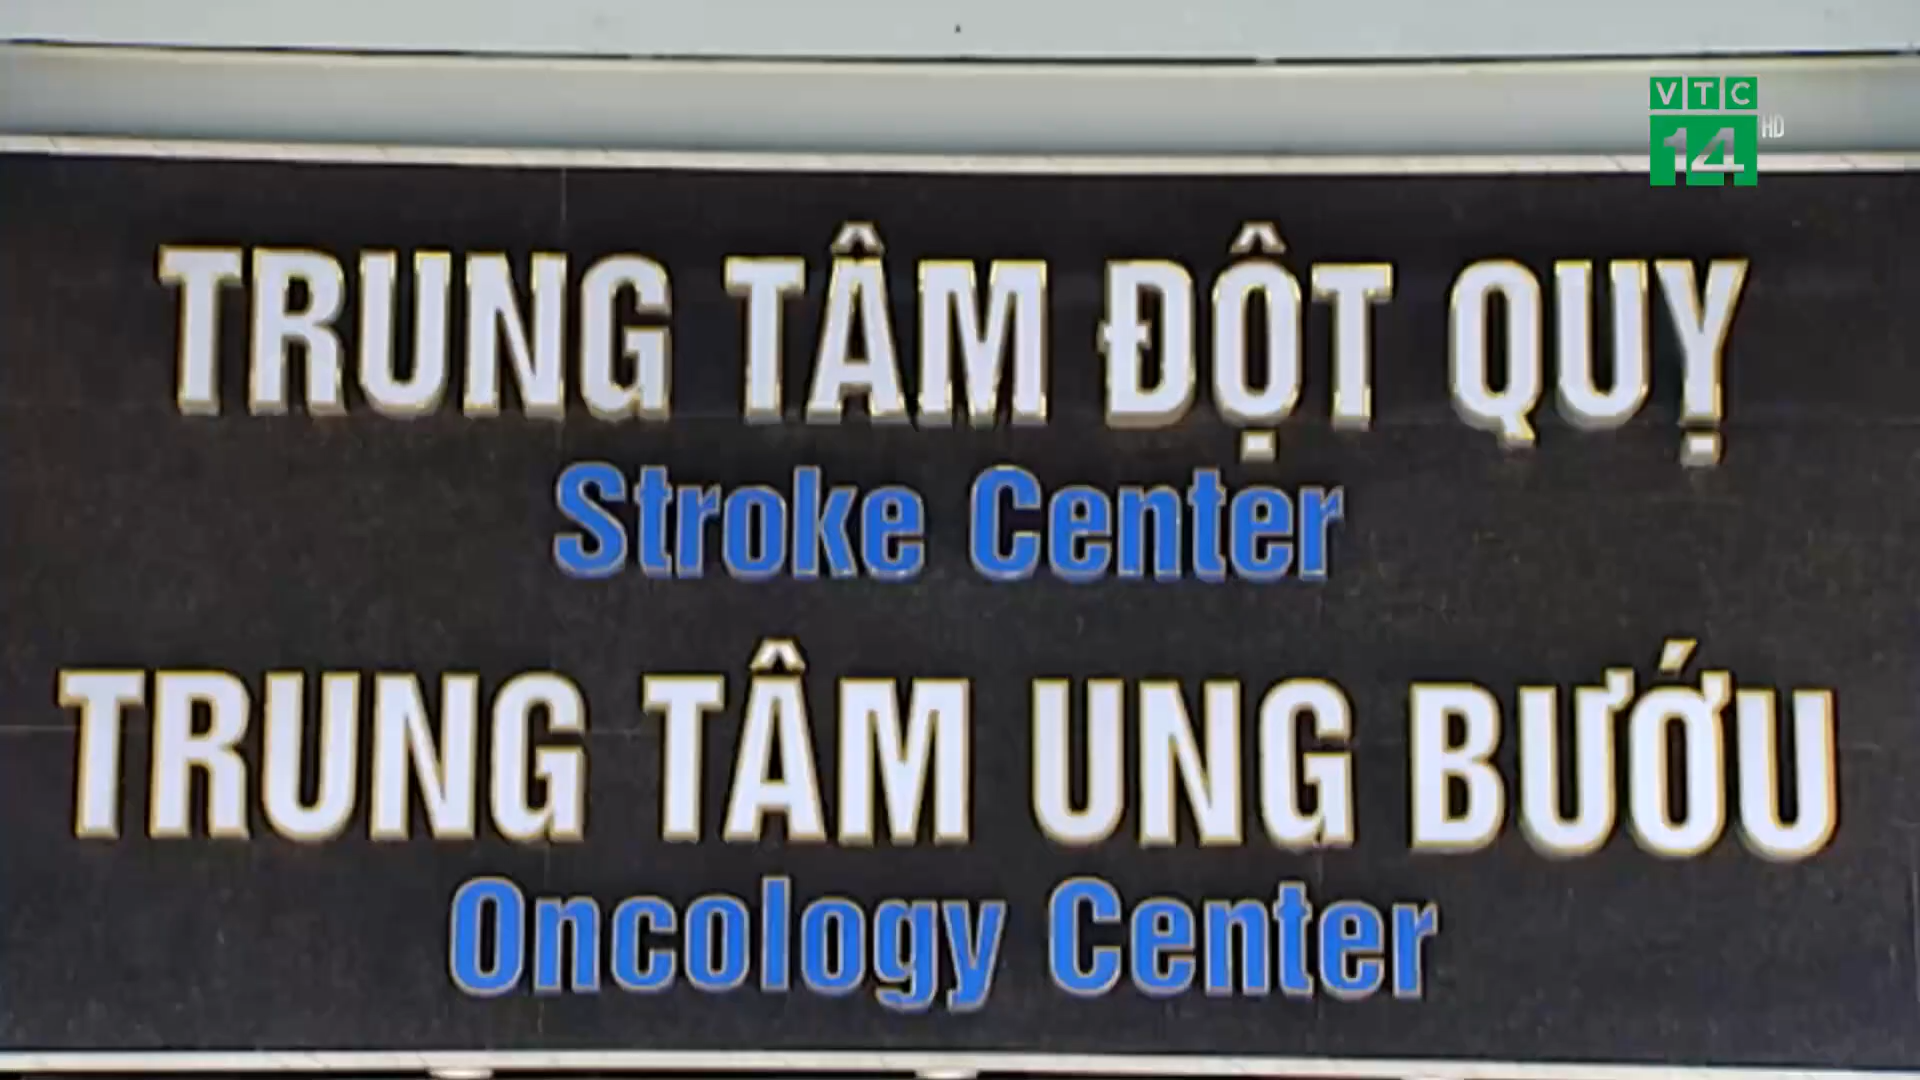 VTC
14 HD
TRUNG TÂM ĐỘT QUỴ
Stroke Center
TRUNG TÂM UNG BƯỚU
Oncology Center